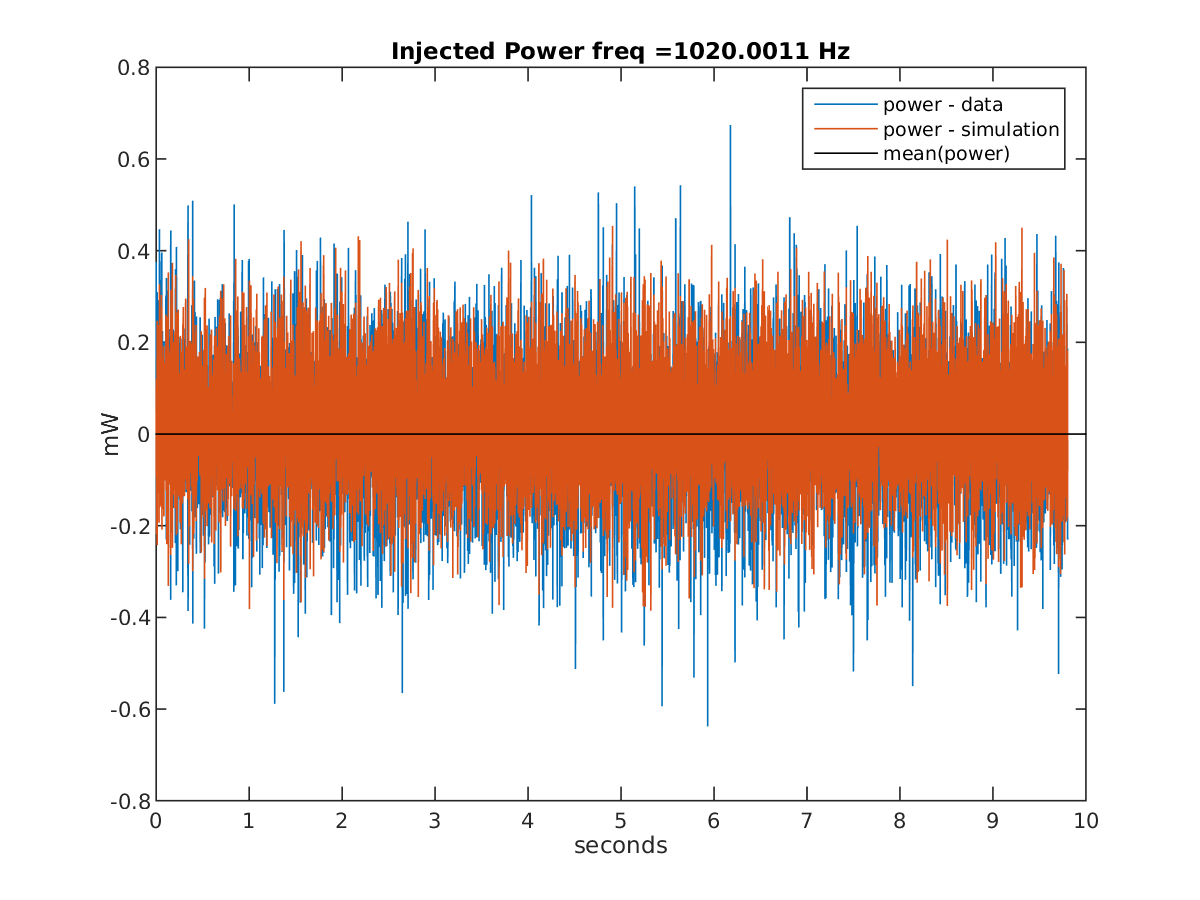 Injected Power freq =1020.0011 Hz
power - data
power - simulation
mean(power)
mW
0.8
0.6
0.4
0.2
0
-0.2
-0.4
-0.6
-0.8
0 1 2 3 4 5 6 7 8 9 10
seconds